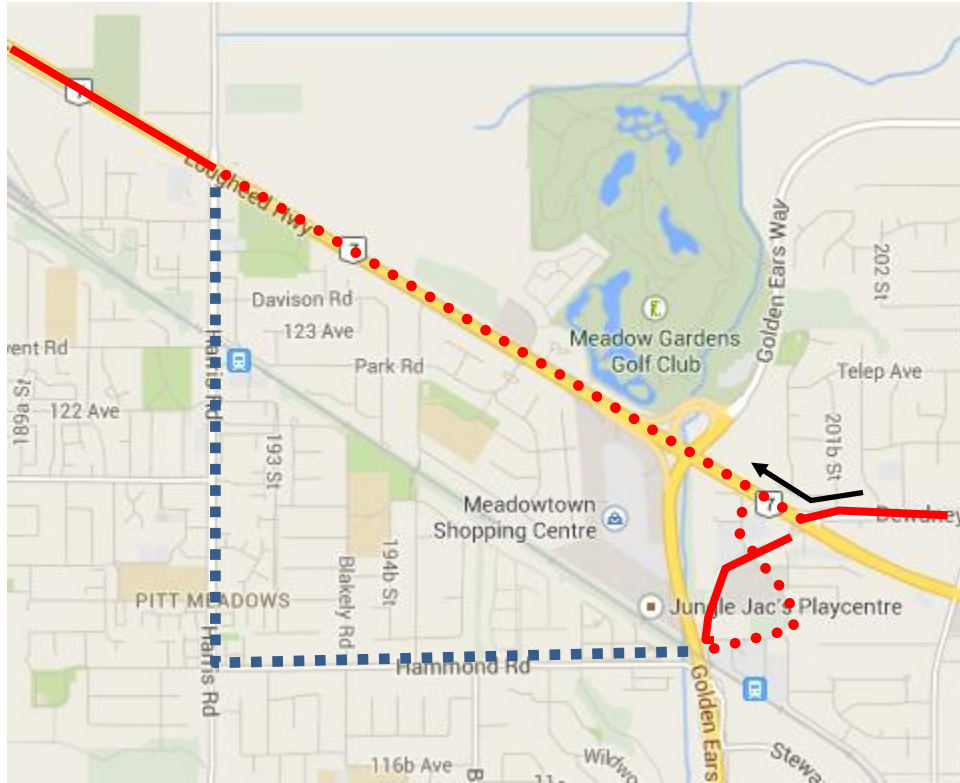 7
Lougheed Hwy
7
Golden Ears Way
202 St
Davison Rd
123 Ave
Meadow Gardens
Golf Club
Harris Rd
vent Rd
Park Rd
Telep Ave
189a St
122 Ave
201b St
193 St
7
Meadowtown
Shopping Centre
Dewdney
194b St
Blakely Rd
PITT MEADOWS
Jungle Jac's Playcentre
Harris Rd
Hammond Rd
Golden Ears
116b Ave
B
Wildwo
Stewa